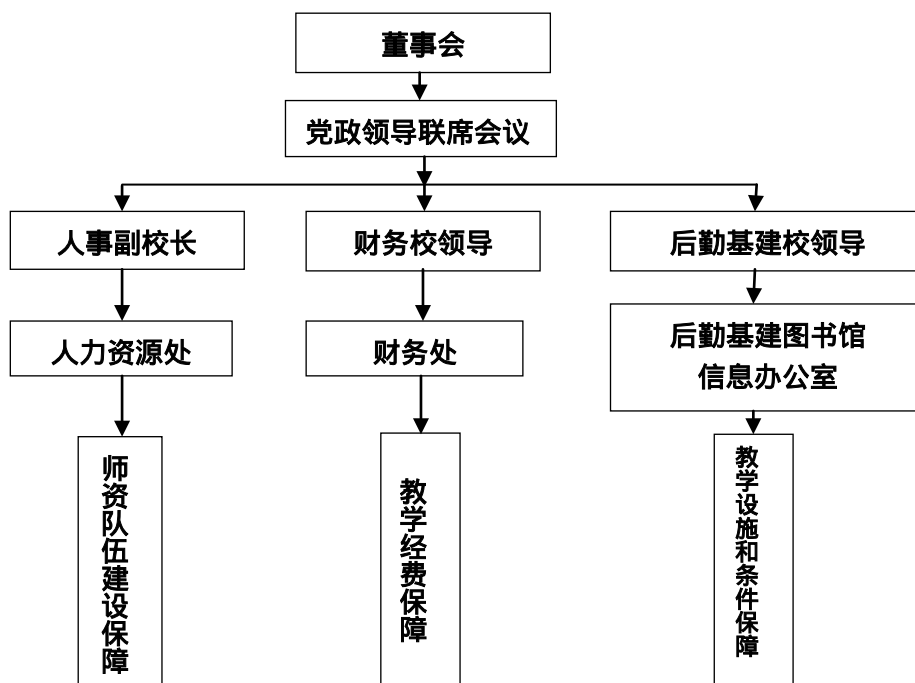 董事会
党政领导联席会议
人事副校长
财务校领导
后勤基建校领导
人力资源处
财务处
后勤基建图书馆
信息办公室
师资队伍建设保障
教学经费保障
教学设施和条件保障